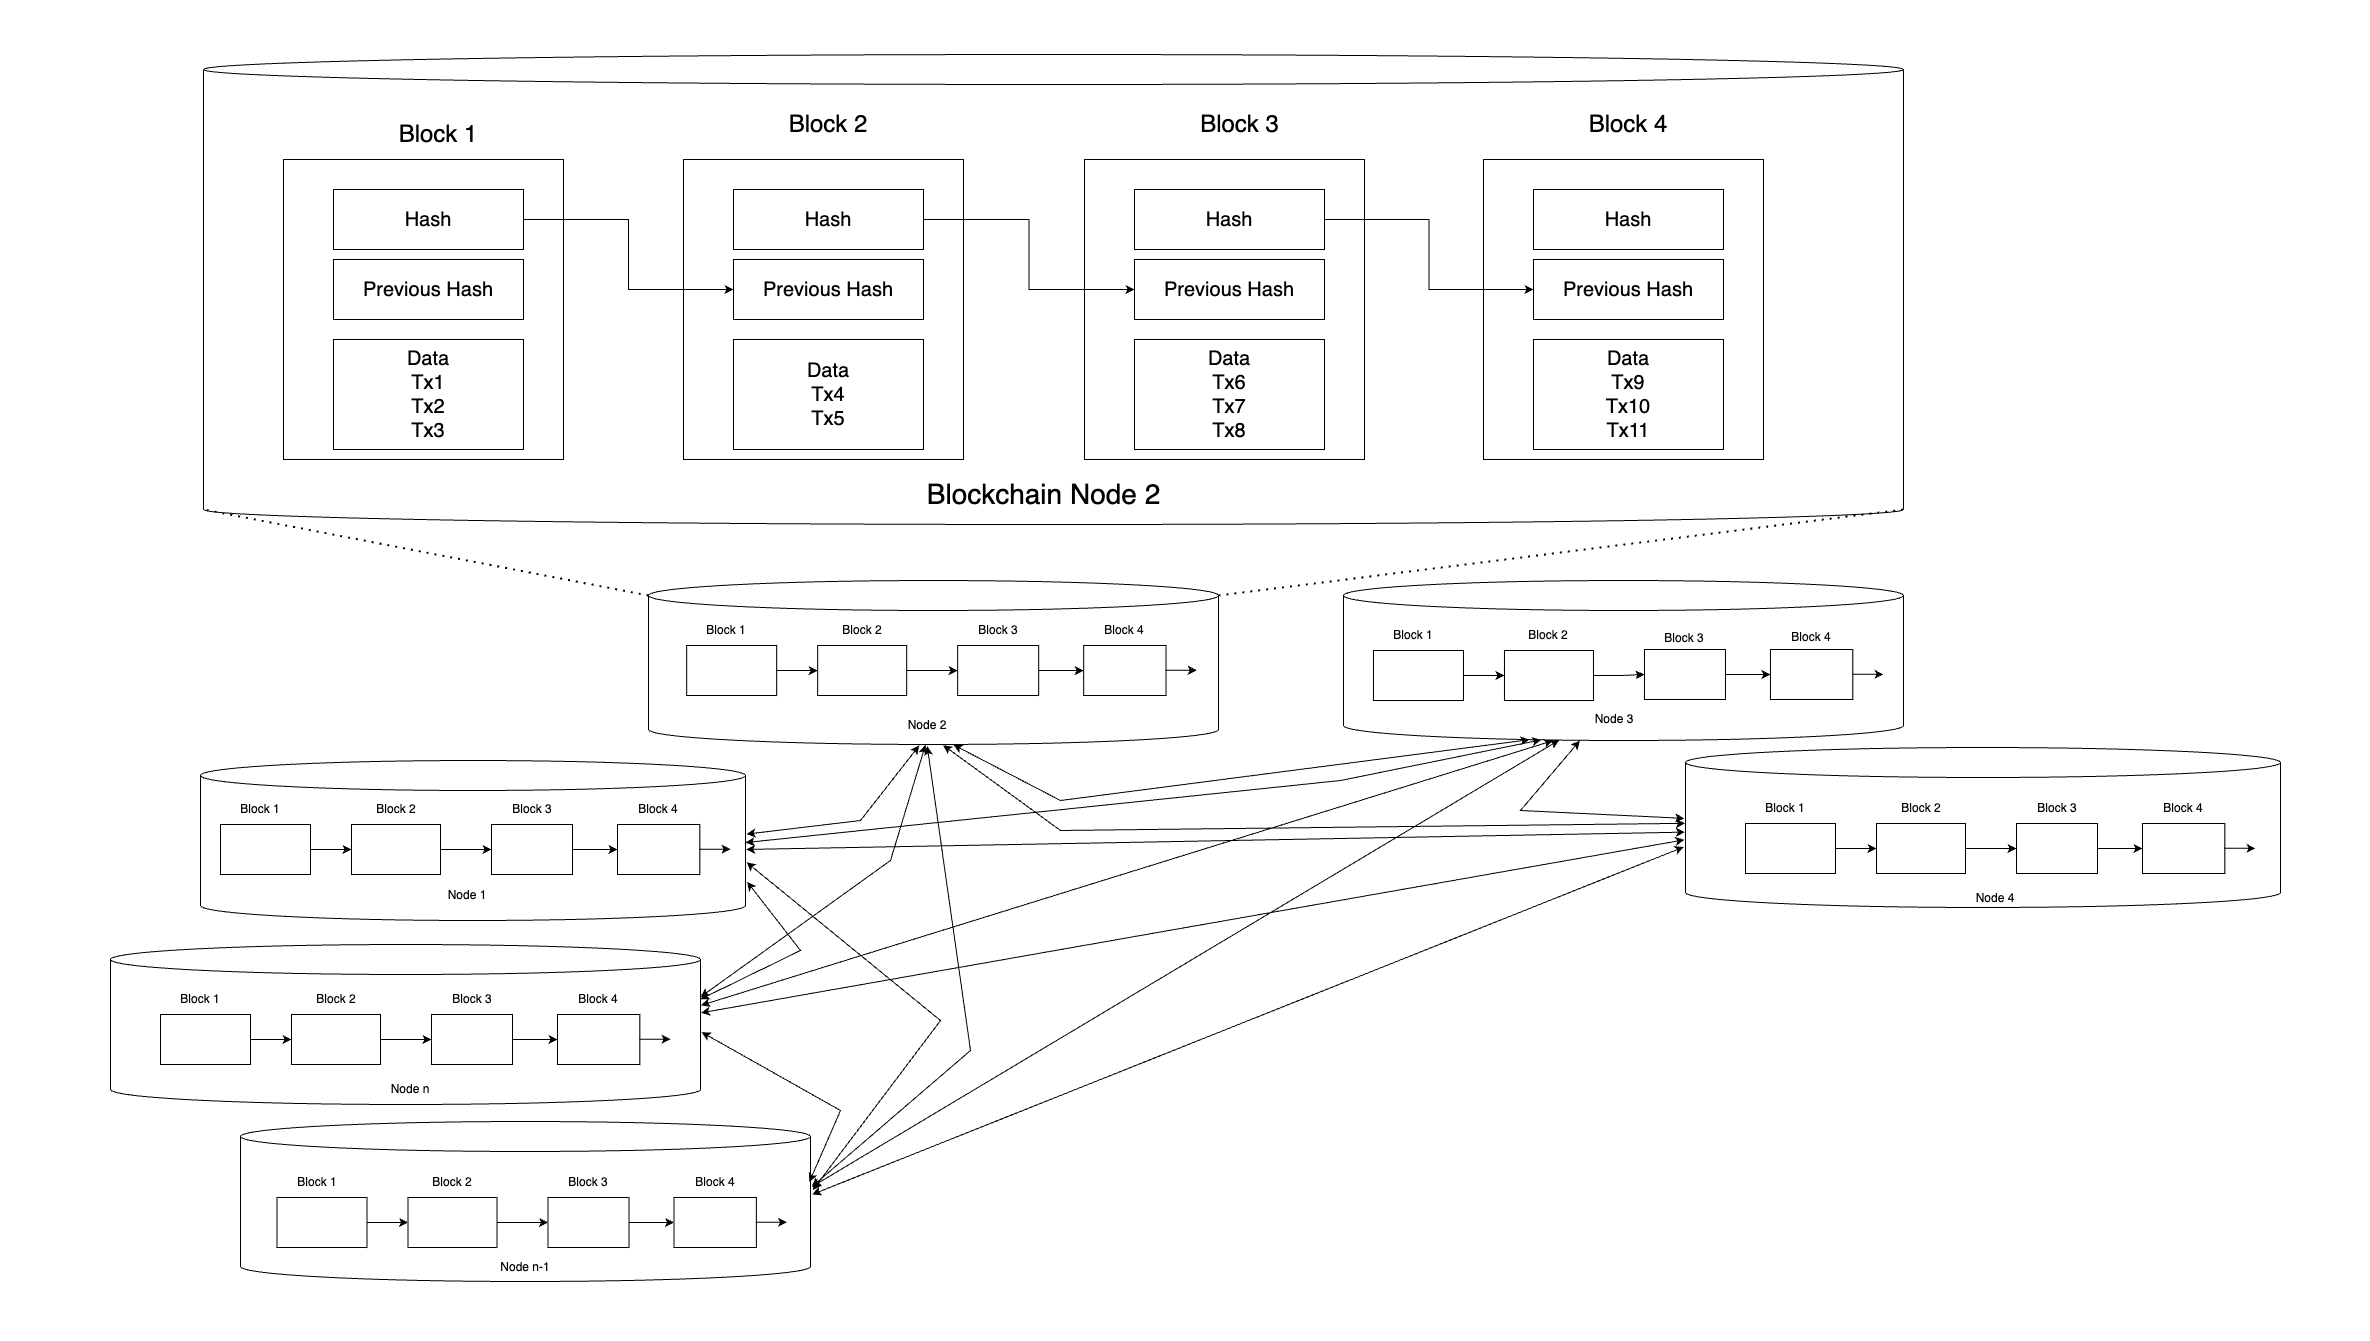 Block 1
Block 2
Block 3
Block 4
Hash
Hash
Hash
Hash
Previous Hash
Previous Hash
Previous Hash
Previous Hash
Data
Tx1
Tx2
Tx3
Data
Tx4
Tx5
Data
Tx6
Tx7
Tx8
Data
Tx9
Tx10
Tx11
Blockchain Node 2
Block 1
Block 2
Block 3
Block 4
Node 2
Block 1
Block 2
Block 3
Block 4
Node 3
Block 1
Block 2
Block 3
Block 4
Node 1
Block 1
Block 2
Block 3
Block 4
Node 4
Block 1
Block 2
Block 3
Block 4
Node n
Block 1
Block 2
Block 3
Block 4
Node n-1